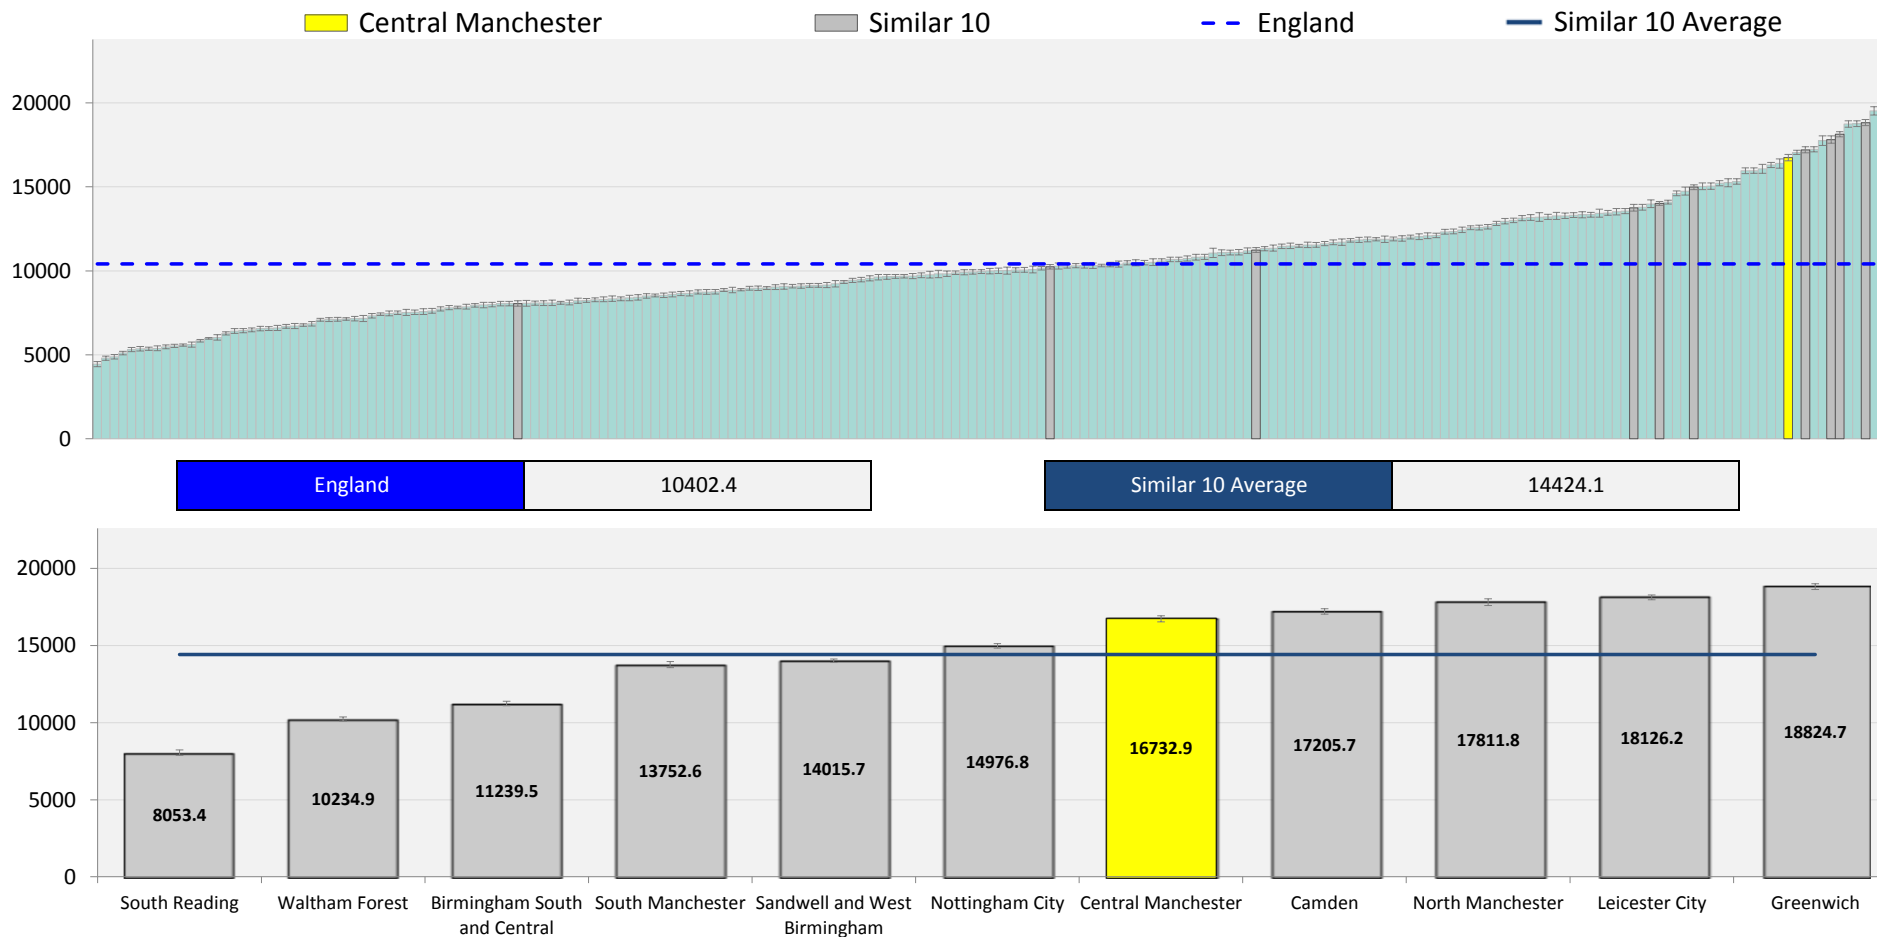 Central Manchester Similar 10 England Similar 10 Average
20000
15000
10000
5000
0
England 10402.4 Similar 10 Average 14424.1
20000
15000
10000
5000
0
8053.4 10234.9 11239.5 13752.6 14015.7 14976.8 16732.9 17205.7 17811.8 18126.2 18824.7
South Reading Waltham Forest Birmingham South South Manchester Sandwell and West Nottingham City Central Manchester Camden North Manchester Leicester City Greenwich
and Central Birmingham